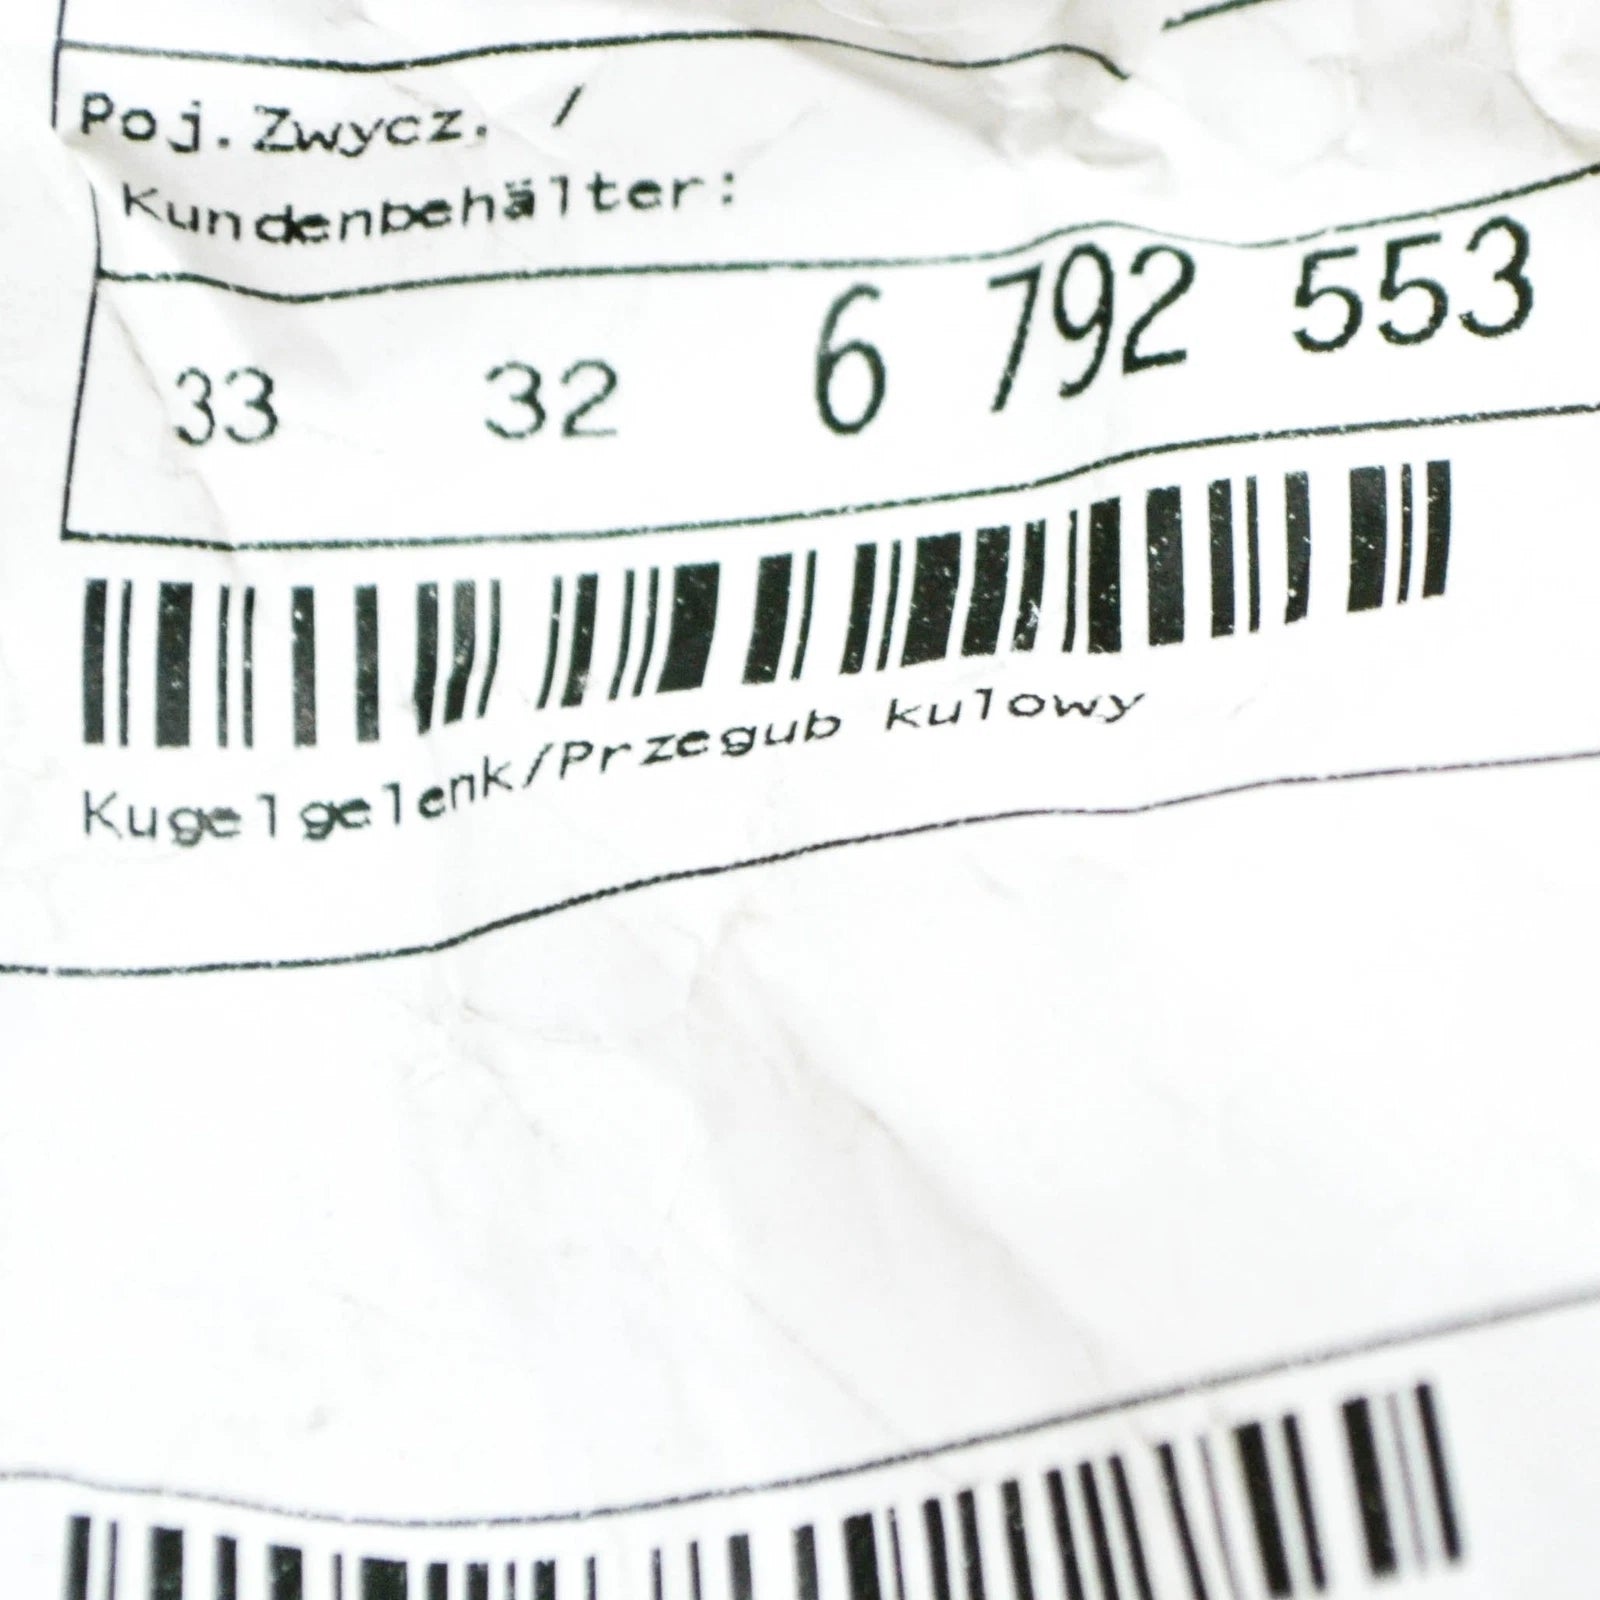 Poj.Zwycz. /
Kundenbehälter:
33 32 6 792 553
Kugelgelenk/Przegub kulowy